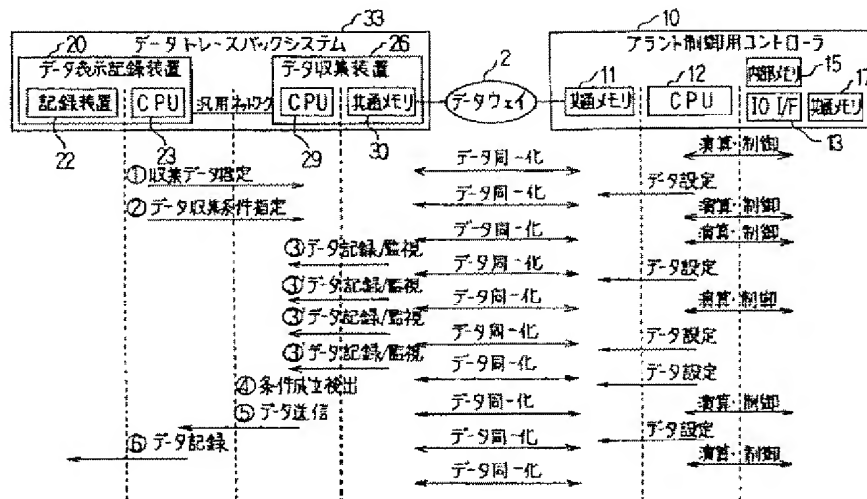 33
10
データトレースバックシステム
プラント制御用コントローラ
20
26
2
11
12
15
17
データ表示記録装置
データ収集装置
内部メモリ
記録装置
CPU
汎用ネットワーク
CPU
共通メモリ
データウェイ
共通メモリ
CPU
IO I/F
共通メモリ
22
23
29
30
13
演算・制御
データ同一化
①収集データ指定
データ設定
データ同一化
②データ収集条件指定
演算・制御
データ同一化
演算・制御
③データ記録/監視
データ同一化
データ設定
③データ記録/監視
データ同一化
演算・制御
③データ記録/監視
データ同一化
データ設定
③データ記録/監視
データ同一化
データ設定
④条件成立検出
⑤データ送信
データ同一化
演算・制御
⑥データ記録
データ同一化
データ設定
演算・制御
データ同一化